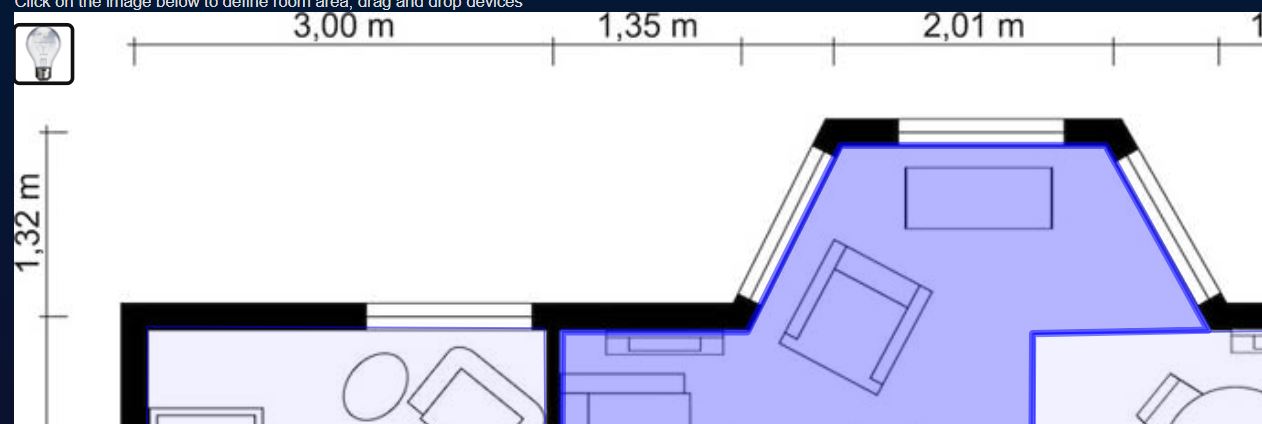 Click on the image below to define room area, drag and drop devices
3,00 m
1,35 m
2,01 m
1
1,32 m